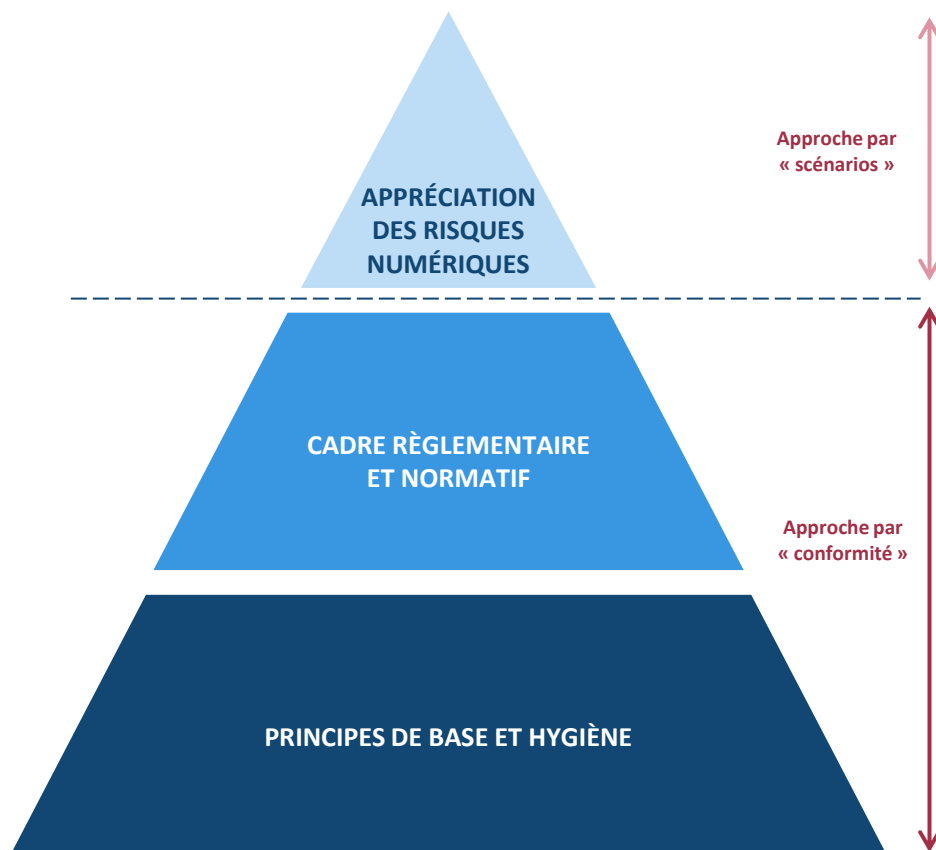 Approche par
« scénarios »
APPRÉCIATION
DES RISQUES
NUMÉRIQUES
CADRE RÈGLEMENTAIRE
ET NORMATIF
Approche par
« conformité »
PRINCIPES DE BASE ET HYGIÈNE